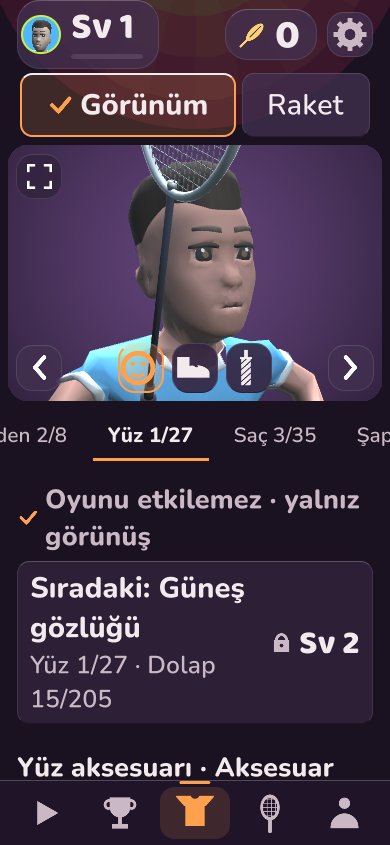 Sv 1
0
Görünüm
Raket
den 2/8
Yüz 1/27
Saç 3/35
Şap
Oyunu etkilemez · yalnız
görünüş
Sıradaki: Güneş
gözlüğü
Sv 2
Yüz 1/27 · Dolap
15/205
Yüz aksesuarı · Aksesuar